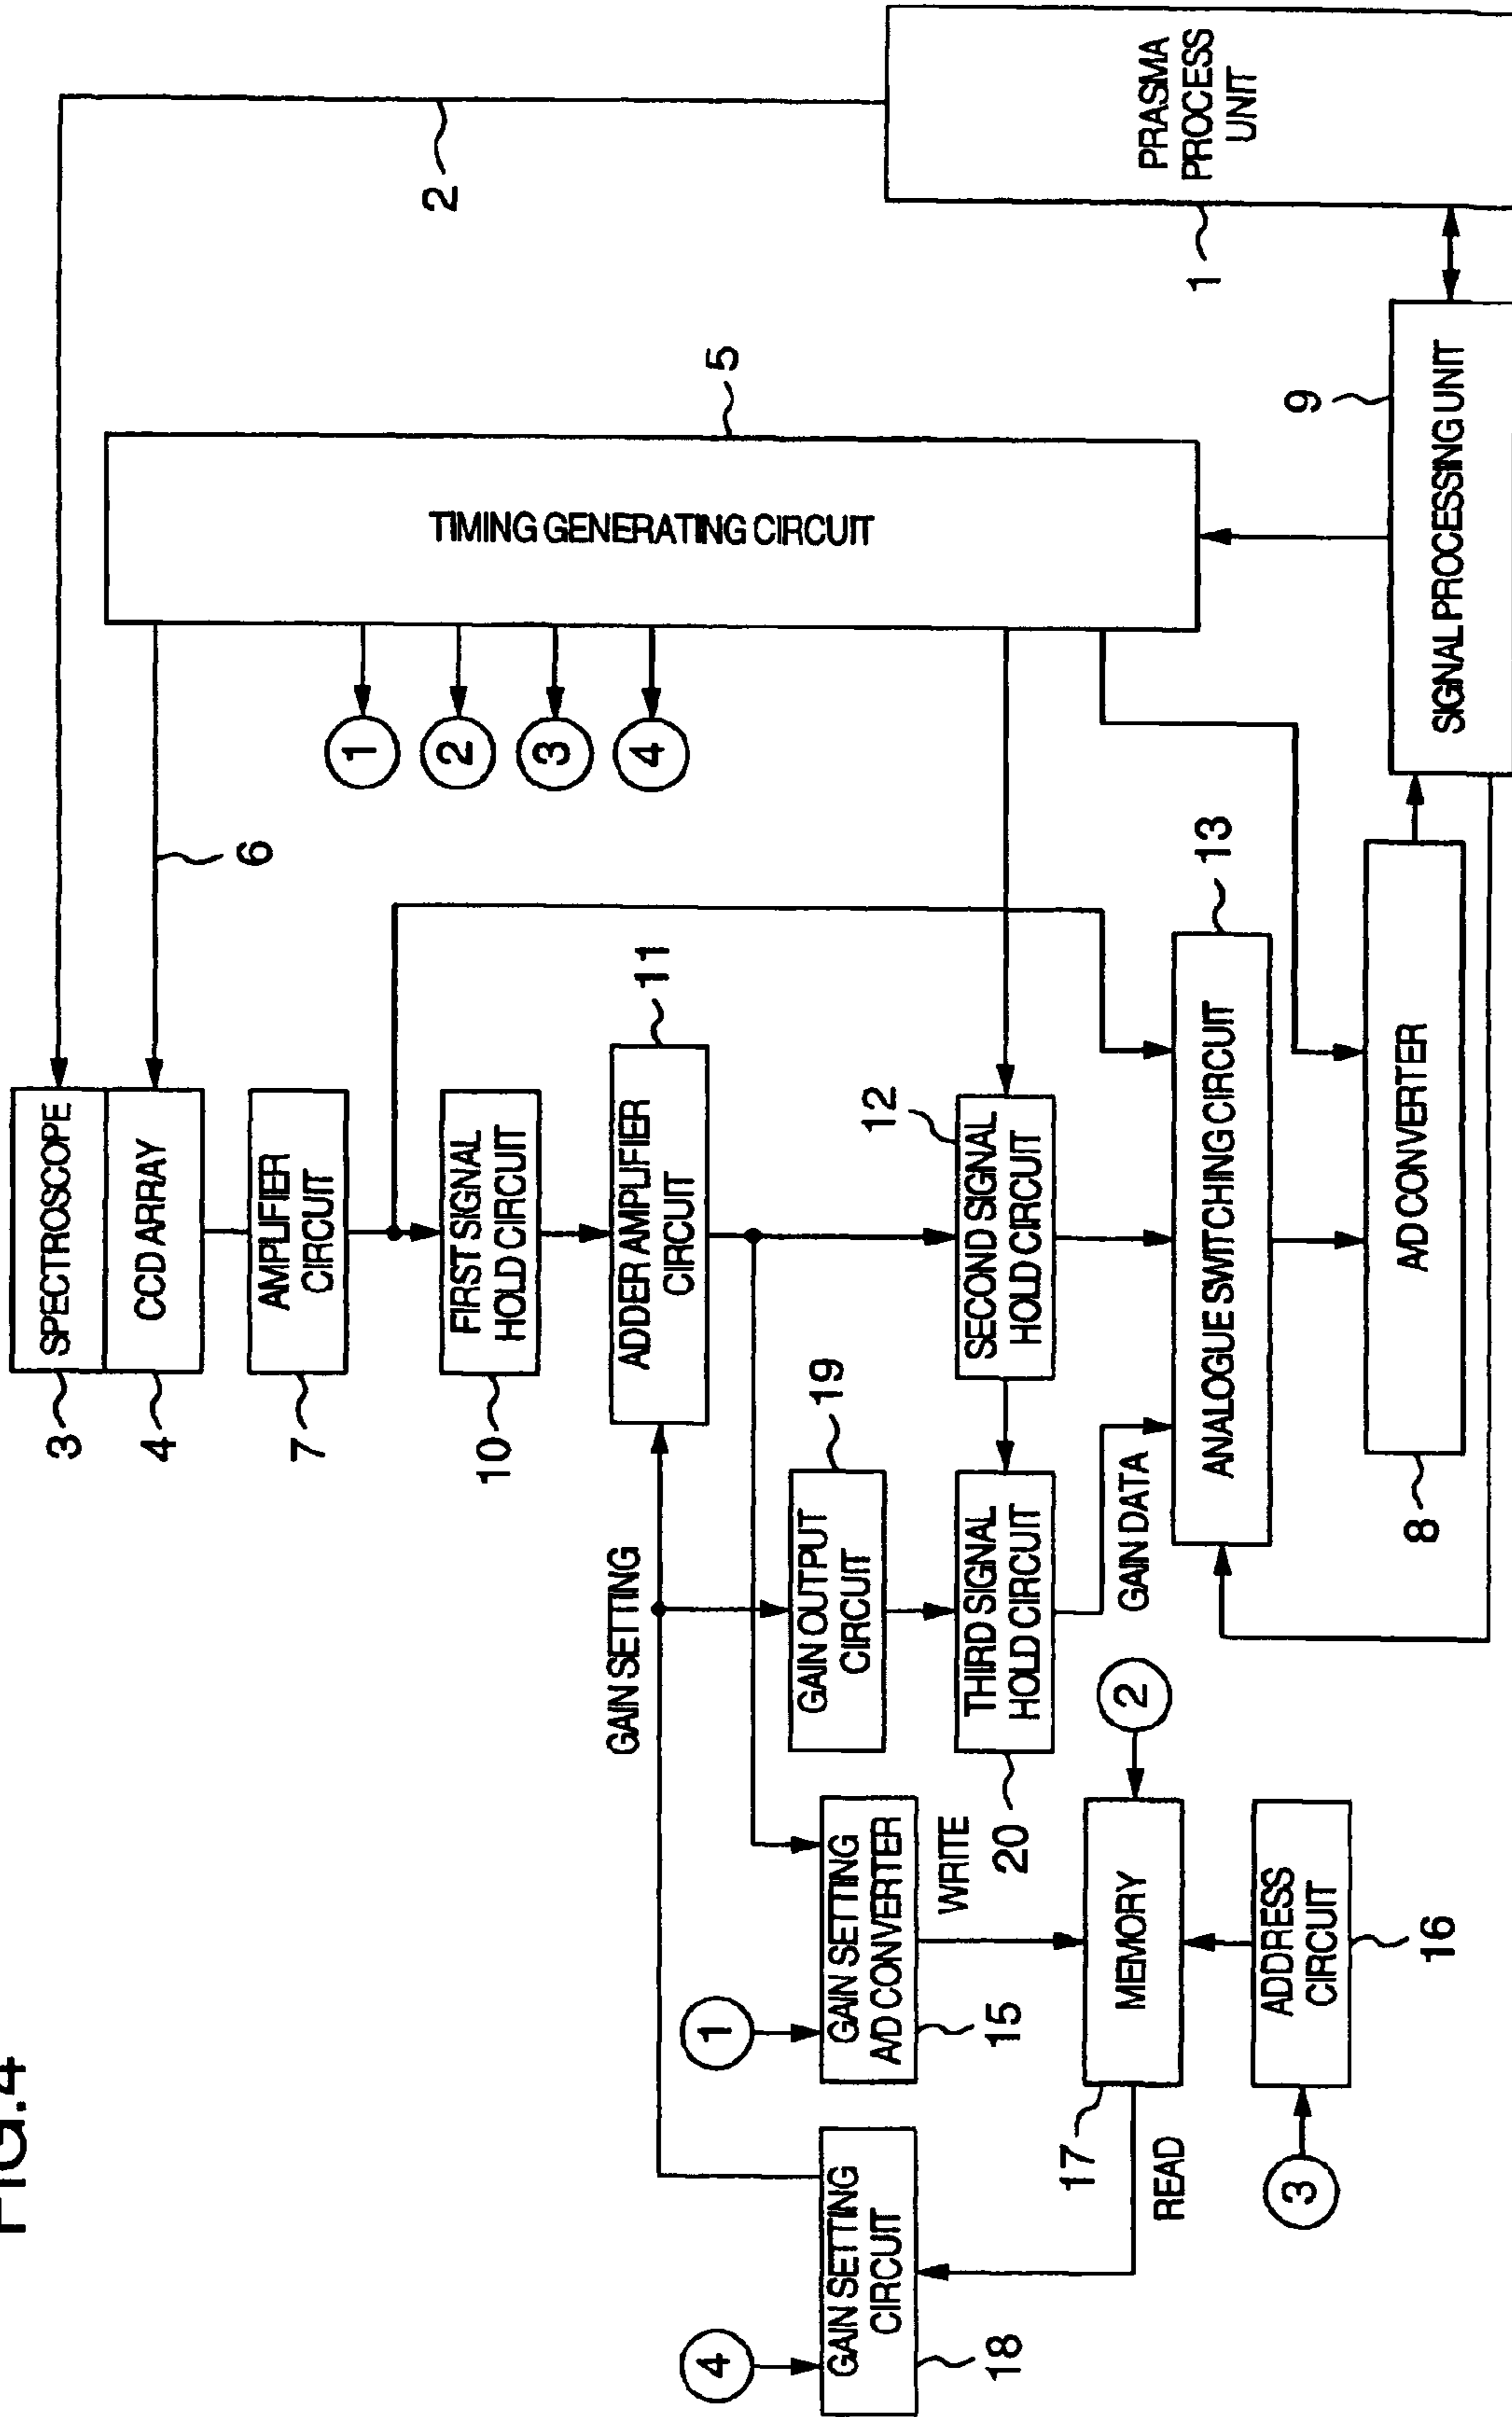 FIG.4
3
SPECTROSCOPE
4
CCD ARRAY
7
AMPLIFIER
CIRCUIT
10
FIRST SIGNAL
HOLD CIRCUIT
11
ADDER AMPLIFIER
CIRCUIT
GAIN SETTING
6
2
5
TIMING GENERATING CIRCUIT
1
2
3
4
PRASMA
PROCESS
UNIT
1
9
SIGNAL PROCESSING UNIT
12
SECOND SIGNAL
HOLD CIRCUIT
13
ANALOGUE SWITCHING CIRCUIT
A/D CONVERTER
8
19
GAIN OUTPUT
CIRCUIT
THIRD SIGNAL
HOLD CIRCUIT
20
GAIN DATA
4
GAIN SETTING
CIRCUIT
18
1
GAIN SETTING
A/D CONVERTER
15
WRITE
2
MEMORY
17
READ
ADDRESS
CIRCUIT
16
3